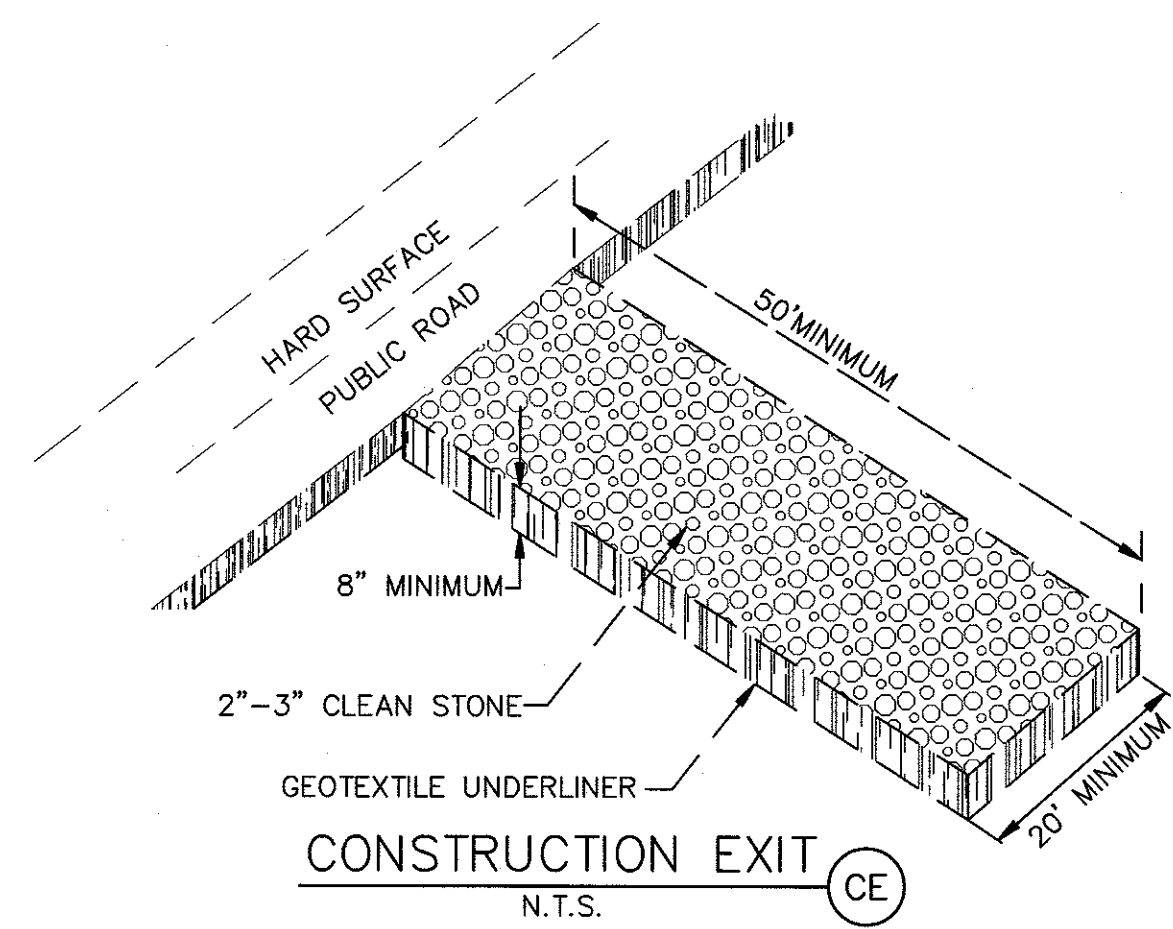 HARD SURFACE
PUBLIC ROAD
50'MINIMUM
8" MINIMUM
2"-3" CLEAN STONE
GEOTEXTILE UNDERLINER
20' MINIMUM
CONSTRUCTION EXIT
CE
N.T.S.